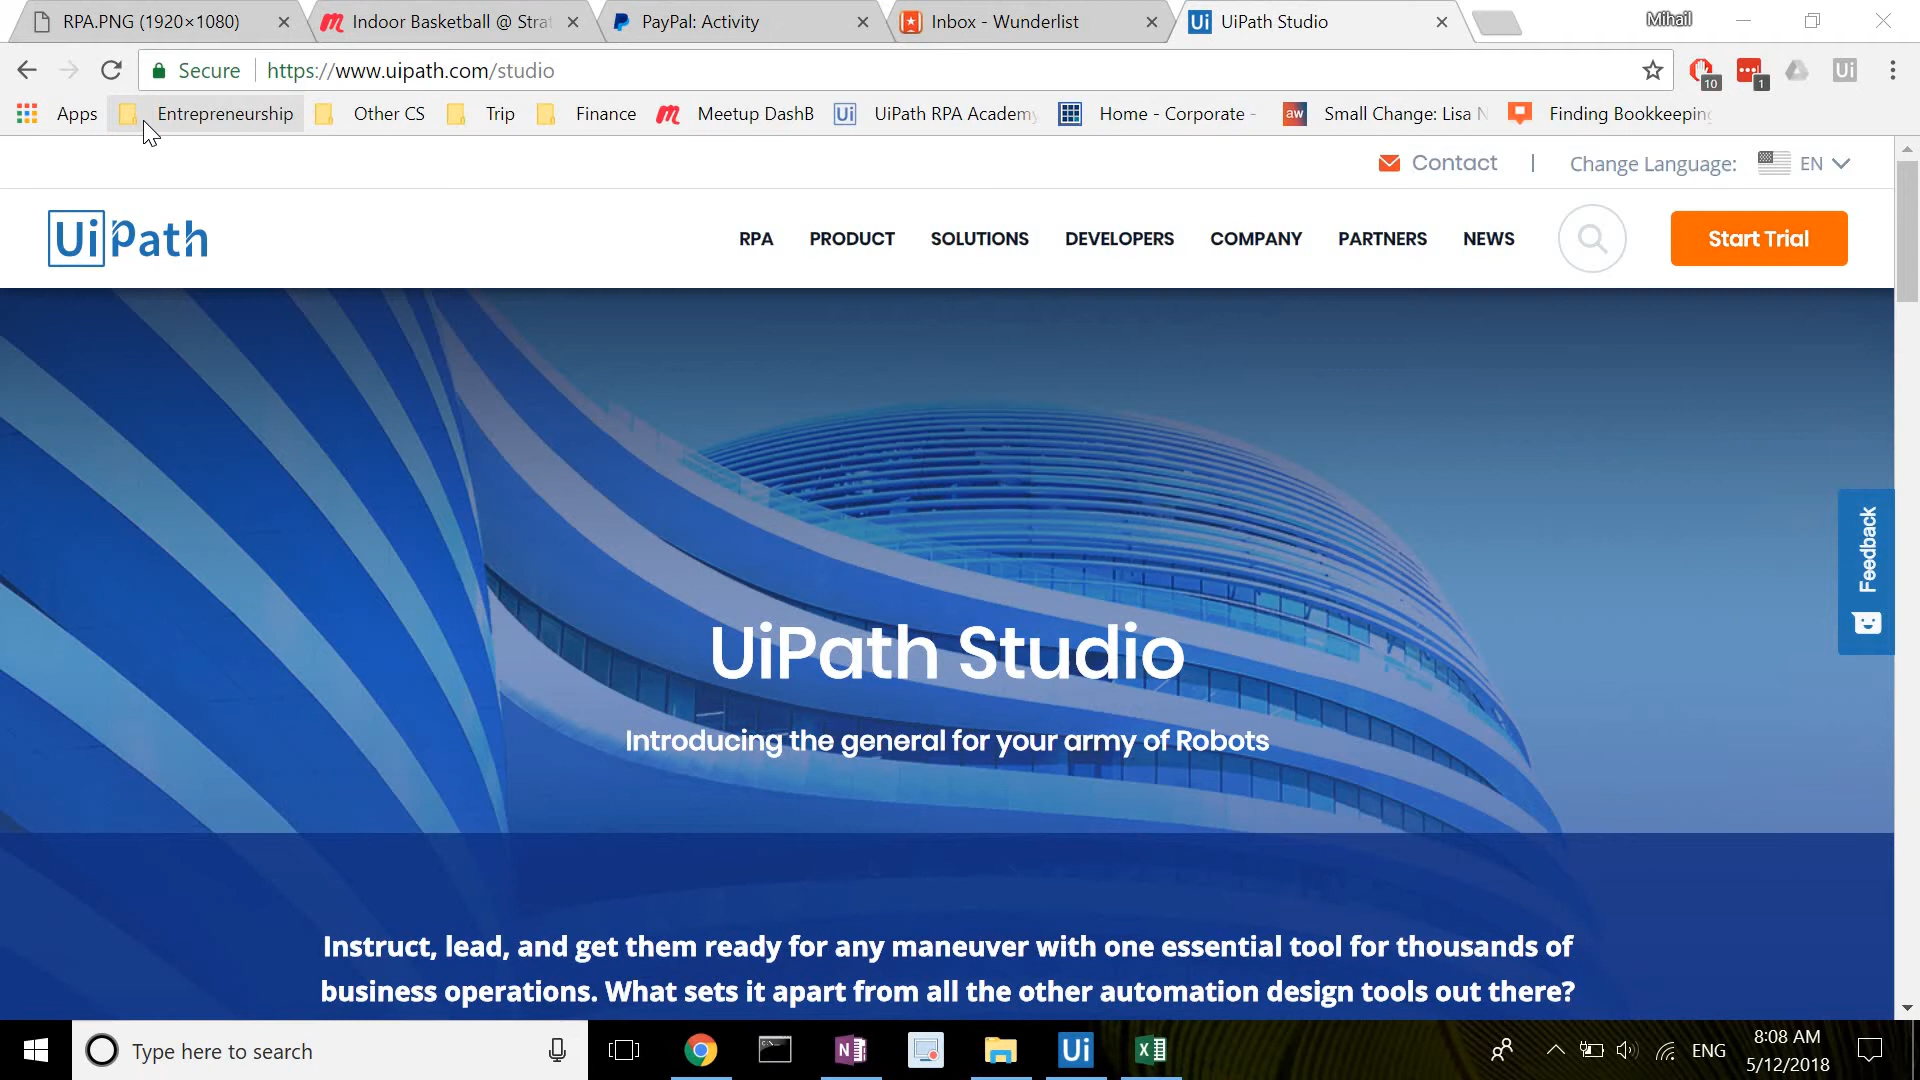 RPA.PNG (1920×1080)
Indoor Basketball @ Strat
PayPal: Activity
Inbox - Wunderlist
UiPath Studio
Mihail
Secure
https://www.uipath.com/studio
10
1
Ui
Apps
Entrepreneurship
Other CS
Trip
Finance
Meetup DashB
UiPath RPA Academy
Home - Corporate -
aw
Small Change: Lisa N
Finding Bookkeeping
Contact
Change Language:
EN
UiPath
RPA
PRODUCT
SOLUTIONS
DEVELOPERS
COMPANY
PARTNERS
NEWS
Start Trial
Feedback
UiPath Studio
Introducing the general for your army of Robots
Instruct, lead, and get them ready for any maneuver with one essential tool for thousands of
business operations. What sets it apart from all the other automation design tools out there?
Type here to search
Ui
ENG
8:08 AM
5/12/2018